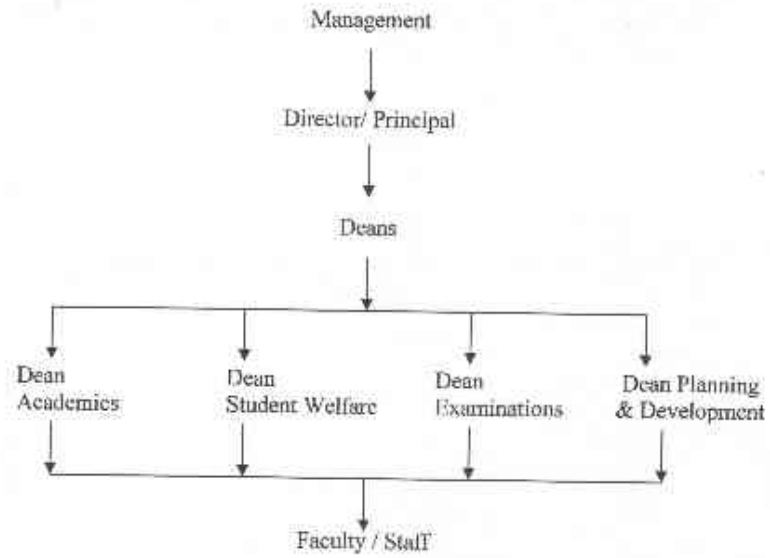 Management
Director/ Principal
Deans
Dean
Academics
Dean
Student Welfare
Dean
Examinations
Dean Planning
& Development
Faculty / Staff